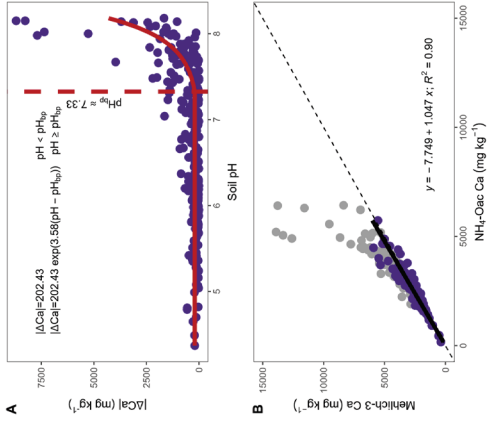 A
|ΔCa|=202.43 pH < pHbp
|ΔCa|=202.43 exp(3.58(pH − pHbp)) pH ≥ pHbp
pHbp ≈ 7.33
|ΔCa| (mg kg⁻¹)
7500
5000
2500
0
5
6
7
8
Soil pH
B
y = − 7.749 + 1.047 x; R² = 0.90
Mehlich-3 Ca (mg kg⁻¹)
15000
10000
5000
0
0
5000
10000
15000
NH₄-Oac Ca (mg kg⁻¹)